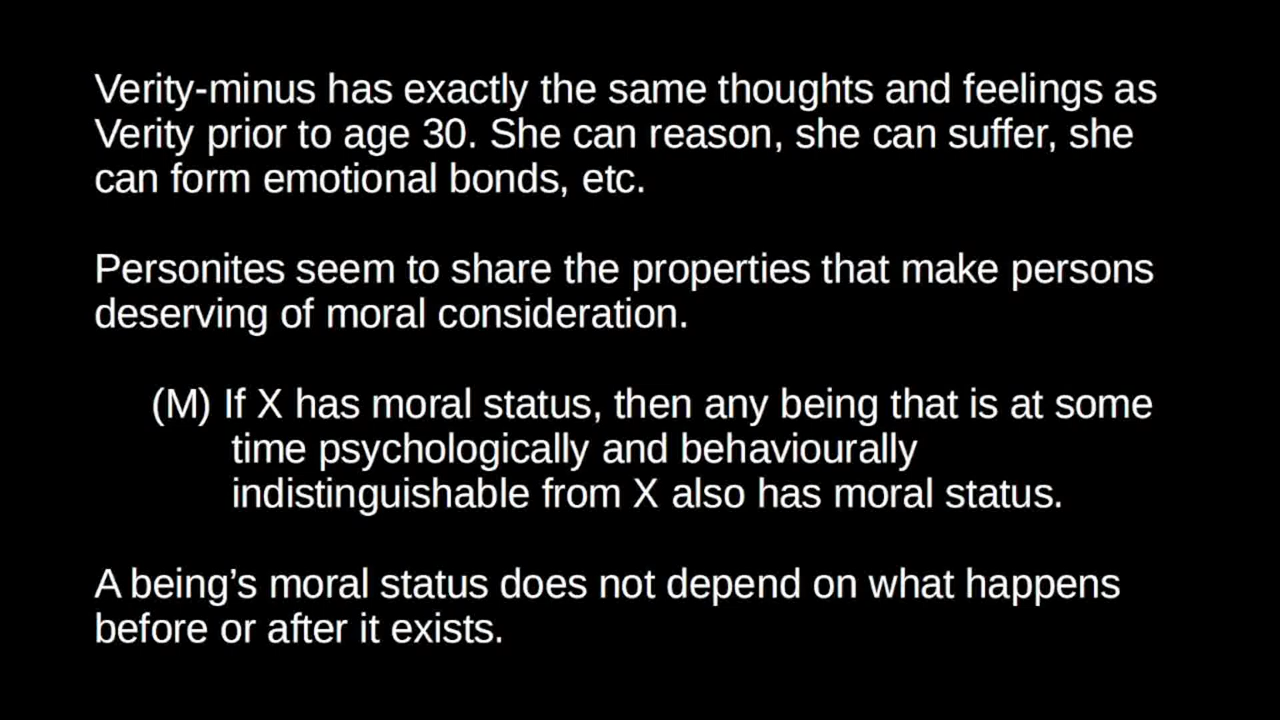 Verity-minus has exactly the same thoughts and feelings as
Verity prior to age 30. She can reason, she can suffer, she
can form emotional bonds, etc.
Personites seem to share the properties that make persons
deserving of moral consideration.
(M) If X has moral status, then any being that is at some
time psychologically and behaviourally
indistinguishable from X also has moral status.
A being’s moral status does not depend on what happens
before or after it exists.